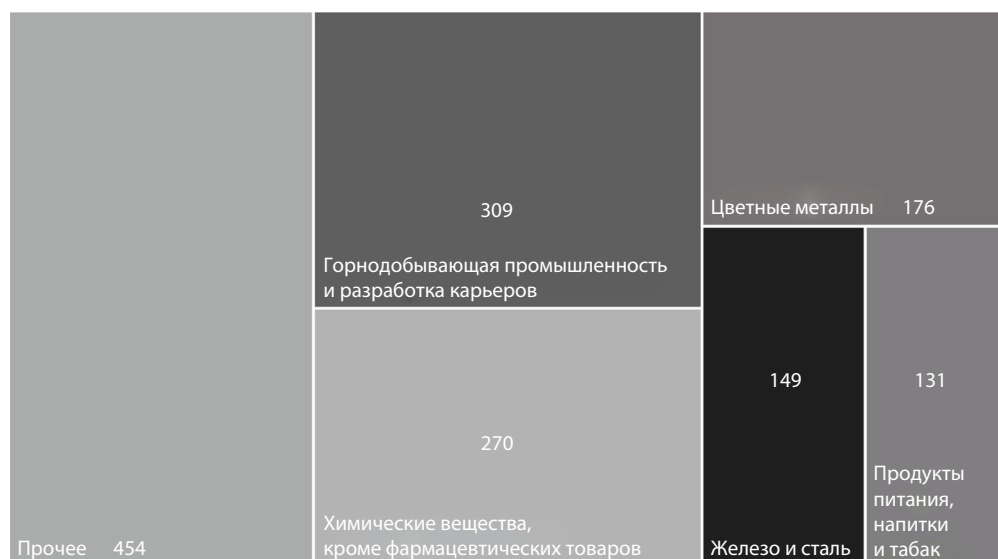 Прочее 454
309
Горнодобывающая промышленность
и разработка карьеров
270
Химические вещества,
кроме фармацевтических товаров
Цветные металлы 176
149
Железо и сталь
131
Продукты
питания,
напитки
и табак